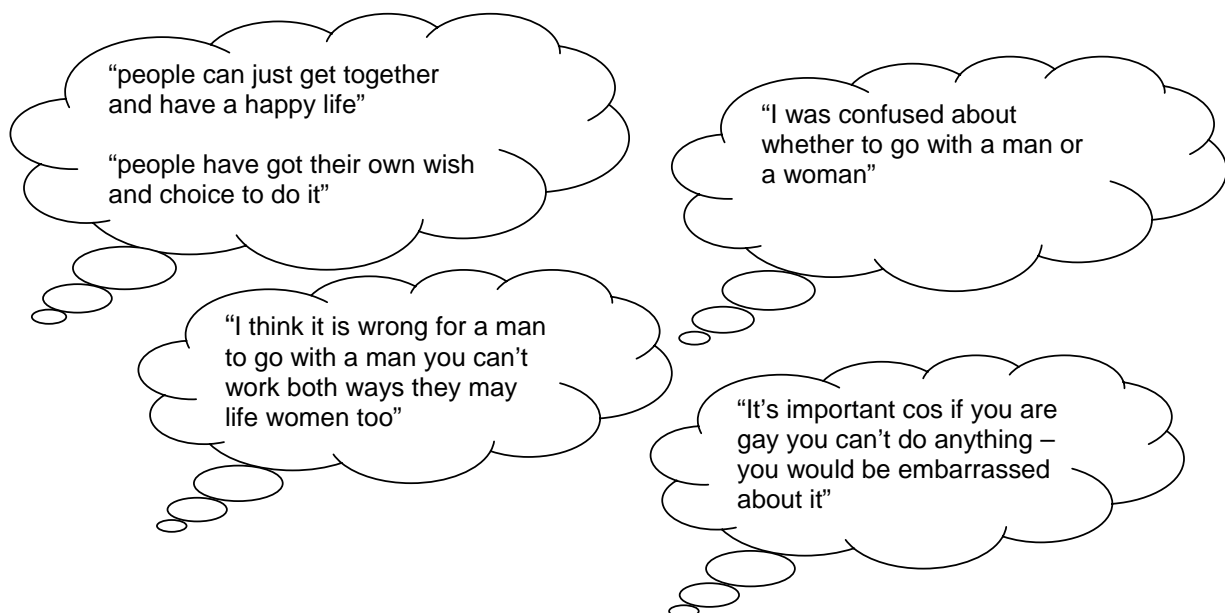 “people can just get together
and have a happy life”
“people have got their own wish
and choice to do it”
“I was confused about
whether to go with a man or
a woman”
“I think it is wrong for a man
to go with a man you can’t
work both ways they may
life women too”
“It’s important cos if you are
gay you can’t do anything –
you would be embarrassed
about it”